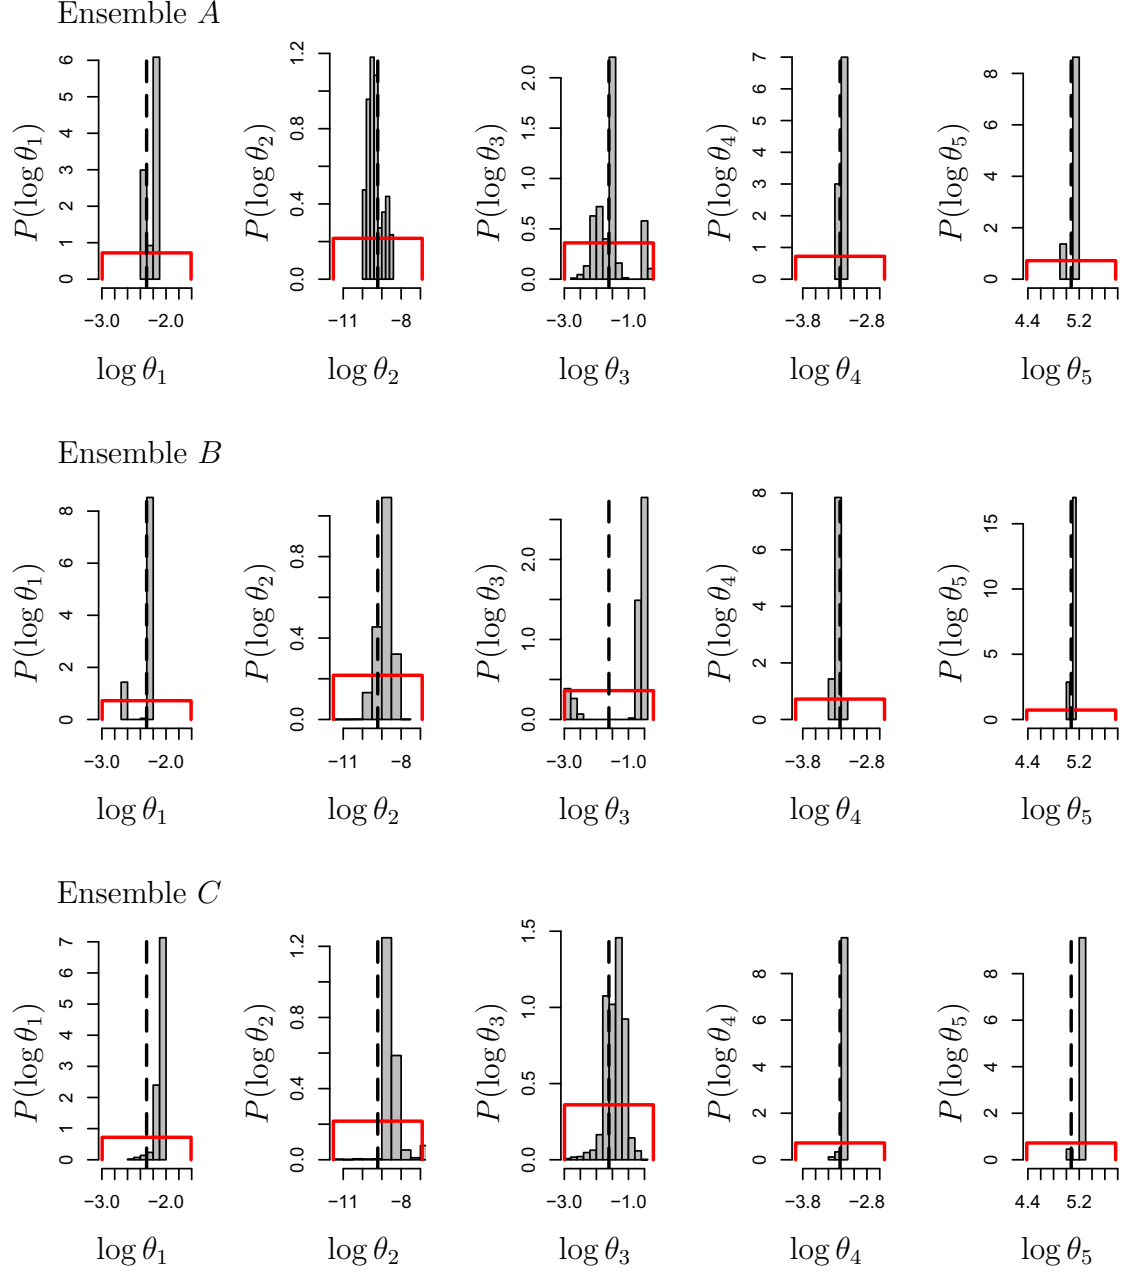 Ensemble A
P(log θ1)
0 1 2 3 4 5 6
−3.0 −2.0
log θ1
P(log θ2)
0.0 0.4 0.8 1.2
−11 −8
log θ2
P(log θ3)
0.0 0.5 1.0 1.5 2.0
−3.0 −1.0
log θ3
P(log θ4)
0 1 2 3 4 5 6 7
−3.8 −2.8
log θ4
P(log θ5)
0 2 4 6 8
4.4 5.2
log θ5
Ensemble B
P(log θ1)
0 2 4 6 8
−3.0 −2.0
log θ1
P(log θ2)
0.0 0.4 0.8
−11 −8
log θ2
P(log θ3)
0.0 1.0 2.0
−3.0 −1.0
log θ3
P(log θ4)
0 2 4 6 8
−3.8 −2.8
log θ4
P(log θ5)
0 5 10 15
4.4 5.2
log θ5
Ensemble C
P(log θ1)
0 1 2 3 4 5 6 7
−3.0 −2.0
log θ1
P(log θ2)
0.0 0.4 0.8 1.2
−11 −8
log θ2
P(log θ3)
0.0 0.5 1.0 1.5
−3.0 −1.0
log θ3
P(log θ4)
0 2 4 6 8
−3.8 −2.8
log θ4
P(log θ5)
0 2 4 6 8
4.4 5.2
log θ5